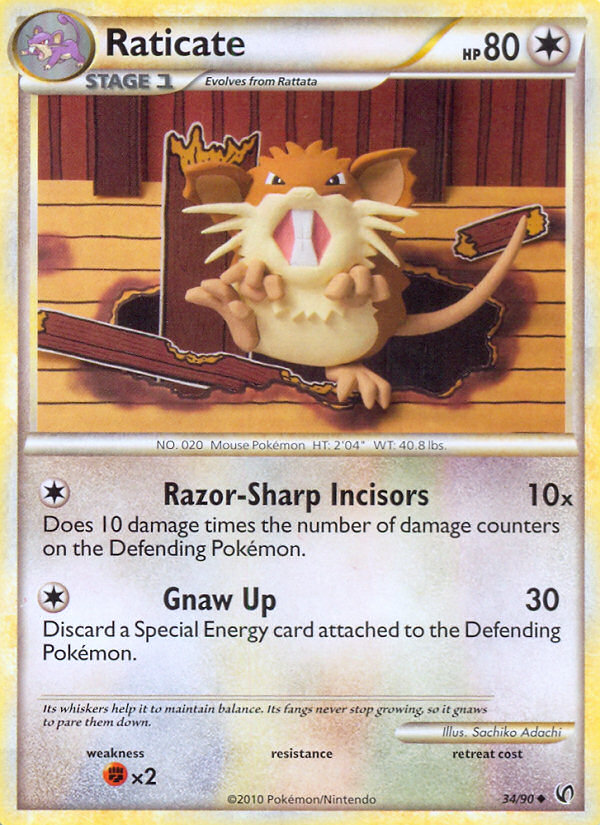 Raticate
HP 80
STAGE 1
Evolves from Rattata
NO. 020 Mouse Pokémon HT: 2'04" WT: 40.8 lbs.
Razor-Sharp Incisors 10x
Does 10 damage times the number of damage counters
on the Defending Pokémon.
Gnaw Up 30
Discard a Special Energy card attached to the Defending
Pokémon.
Its whiskers help it to maintain balance. Its fangs never stop growing, so it gnaws
to pare them down.
Illus. Sachiko Adachi
weakness resistance retreat cost
x2
©2010 Pokémon/Nintendo 34/90